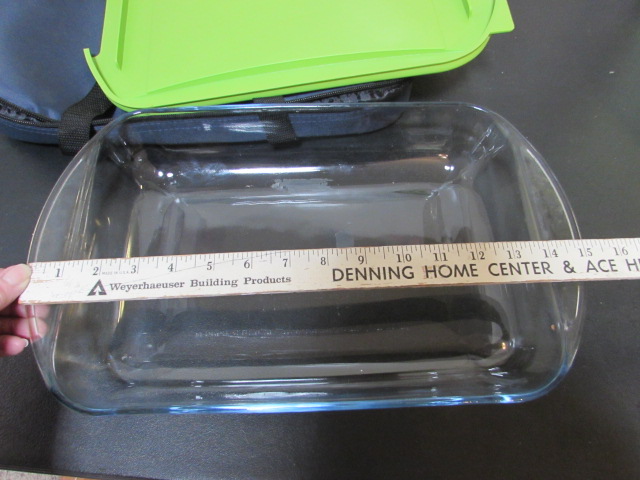 1 2 3 4 5 6 7 8 9 10 11 12 13 14 15 16
Weyerhaeuser Building Products DENNING HOME CENTER & ACE H